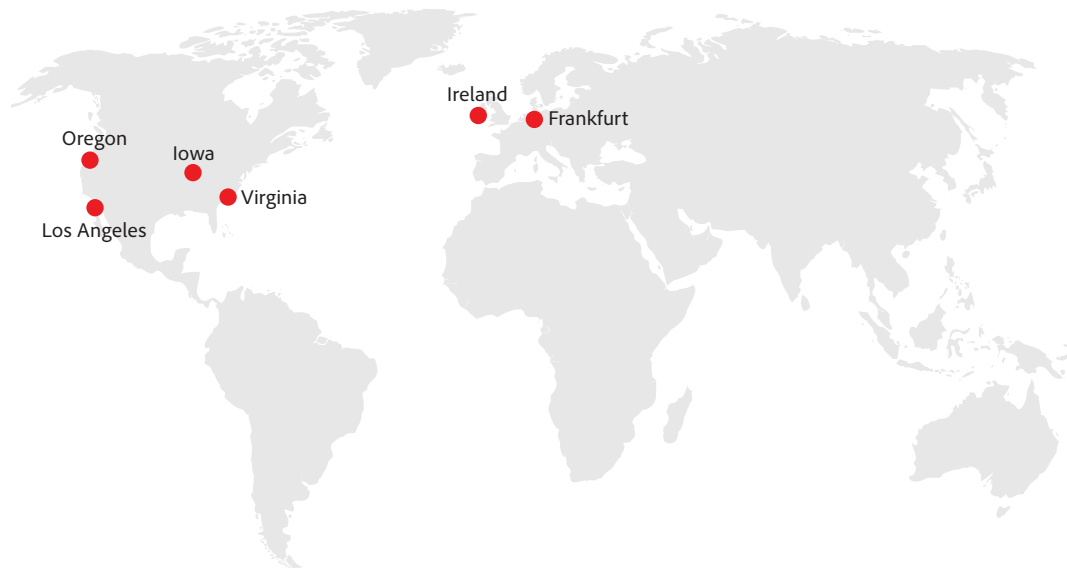 Ireland
Frankfurt
Oregon
Iowa
Virginia
Los Angeles